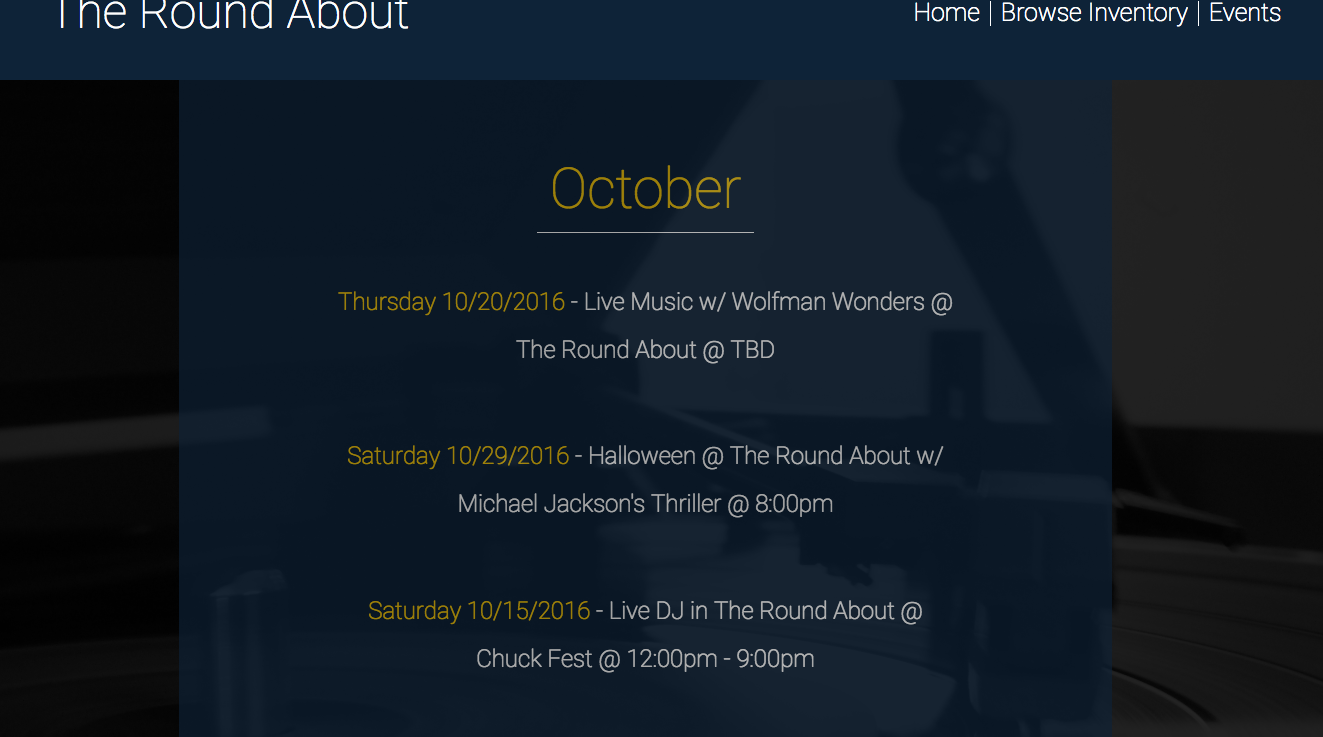 The Round About
Home | Browse Inventory | Events
October
Thursday 10/20/2016 - Live Music w/ Wolfman Wonders @
The Round About @ TBD
Saturday 10/29/2016 - Halloween @ The Round About w/
Michael Jackson's Thriller @ 8:00pm
Saturday 10/15/2016 - Live DJ in The Round About @
Chuck Fest @ 12:00pm - 9:00pm